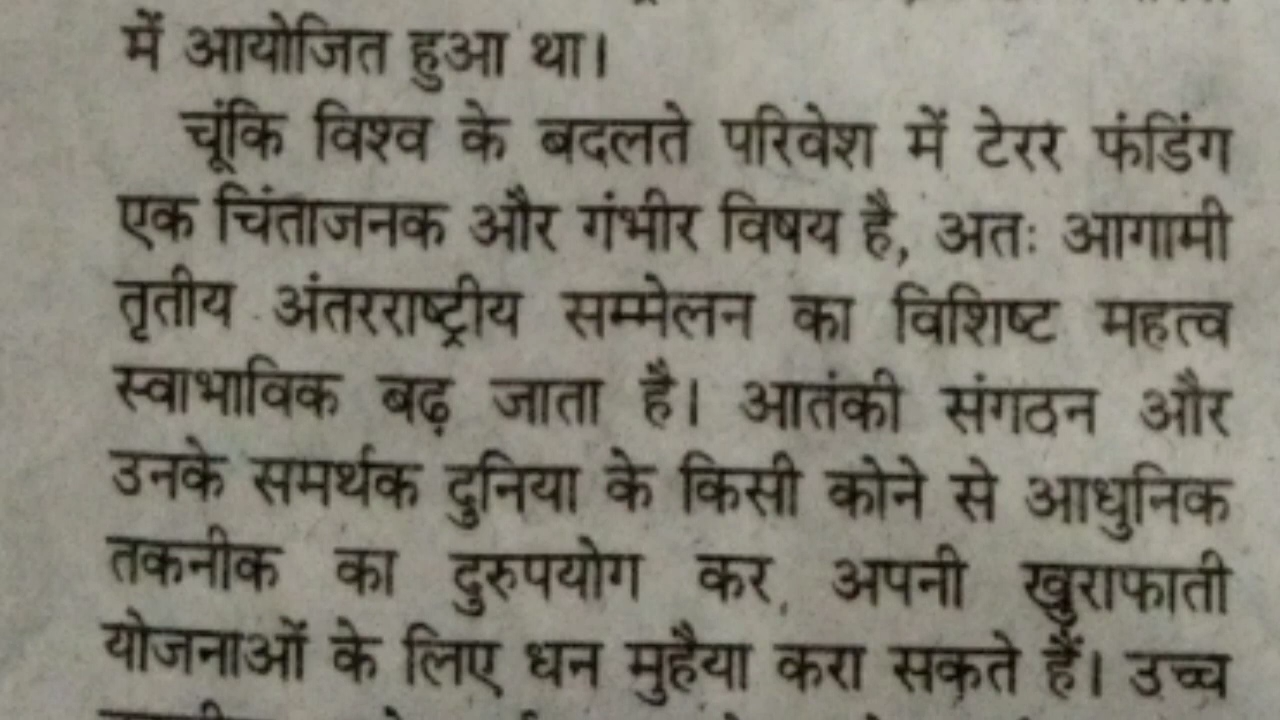 में आयोजित हुआ था।
चूंकि विश्व के बदलते परिवेश में टेरर फंडिंग
एक चिंताजनक और गंभीर विषय है, अतः आगामी
तृतीय अंतरराष्ट्रीय सम्मेलन का विशिष्ट महत्व
स्वाभाविक बढ़ जाता है। आतंकी संगठन और
उनके समर्थक दुनिया के किसी कोने से आधुनिक
तकनीक का दुरुपयोग कर, अपनी खुराफाती
योजनाओं के लिए धन मुहैया करा सकते हैं। उच्च